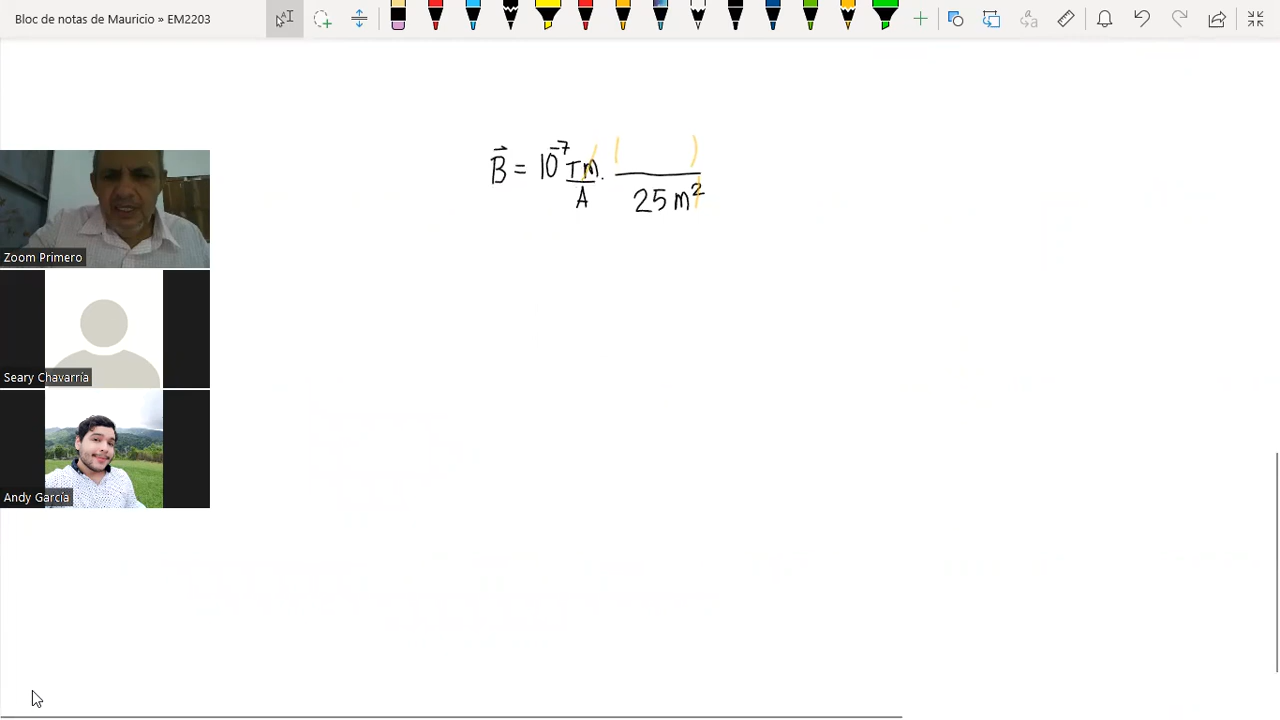 Bloc de notas de Mauricio » EM2203
B⃗ = 10⁻⁷ Tm/A · (      ) / 25 m²
Zoom Primero
Seary Chavarría
Andy García